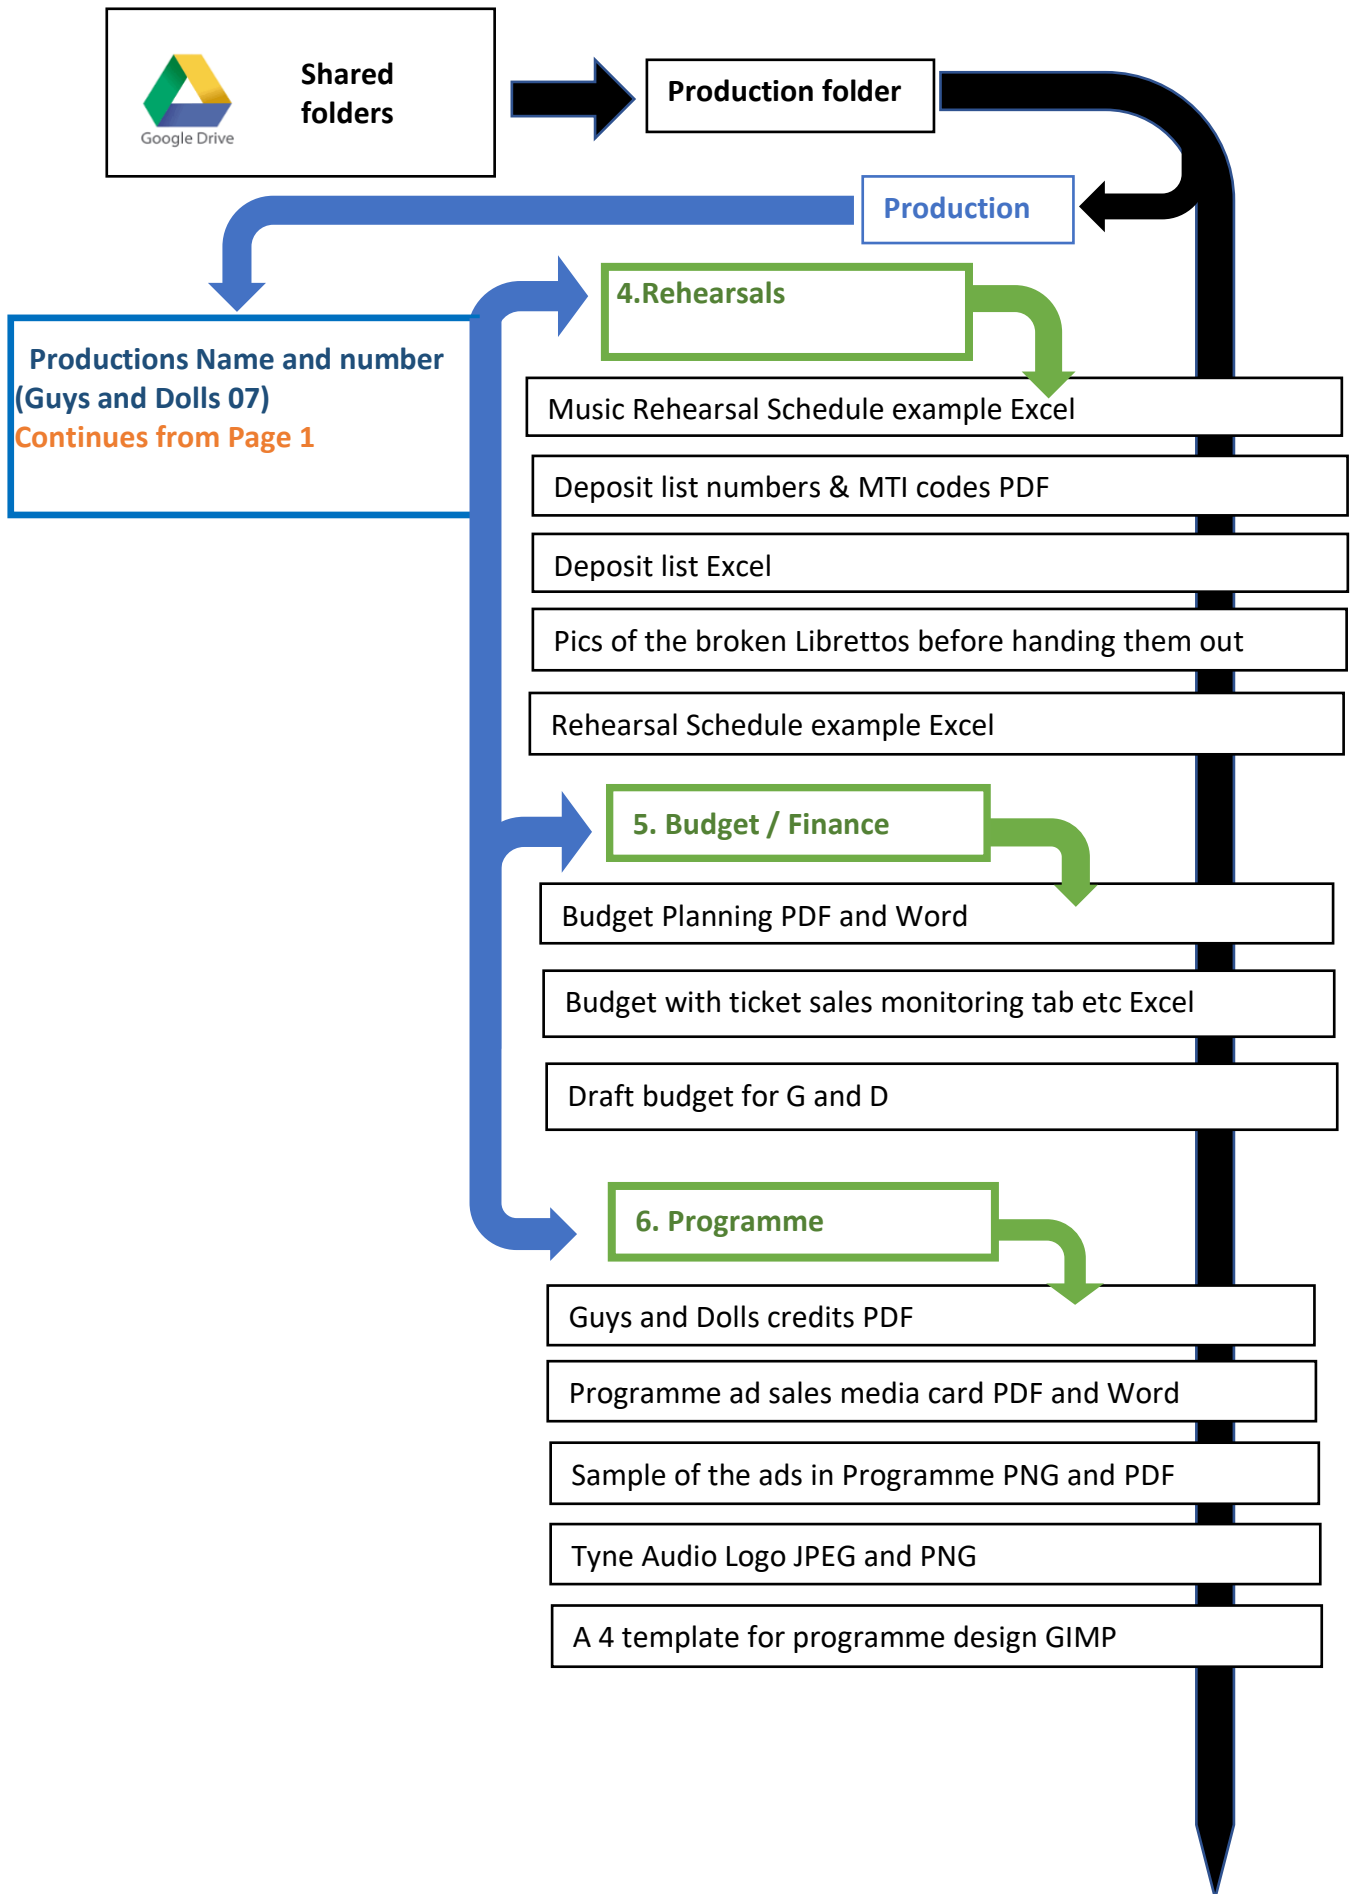 Shared
folders
Google Drive
Production folder
Production
Productions Name and number
(Guys and Dolls 07)
Continues from Page 1
4.Rehearsals
Music Rehearsal Schedule example Excel
Deposit list numbers & MTI codes PDF
Deposit list Excel
Pics of the broken Librettos before handing them out
Rehearsal Schedule example Excel
5. Budget / Finance
Budget Planning PDF and Word
Budget with ticket sales monitoring tab etc Excel
Draft budget for G and D
6. Programme
Guys and Dolls credits PDF
Programme ad sales media card PDF and Word
Sample of the ads in Programme PNG and PDF
Tyne Audio Logo JPEG and PNG
A 4 template for programme design GIMP